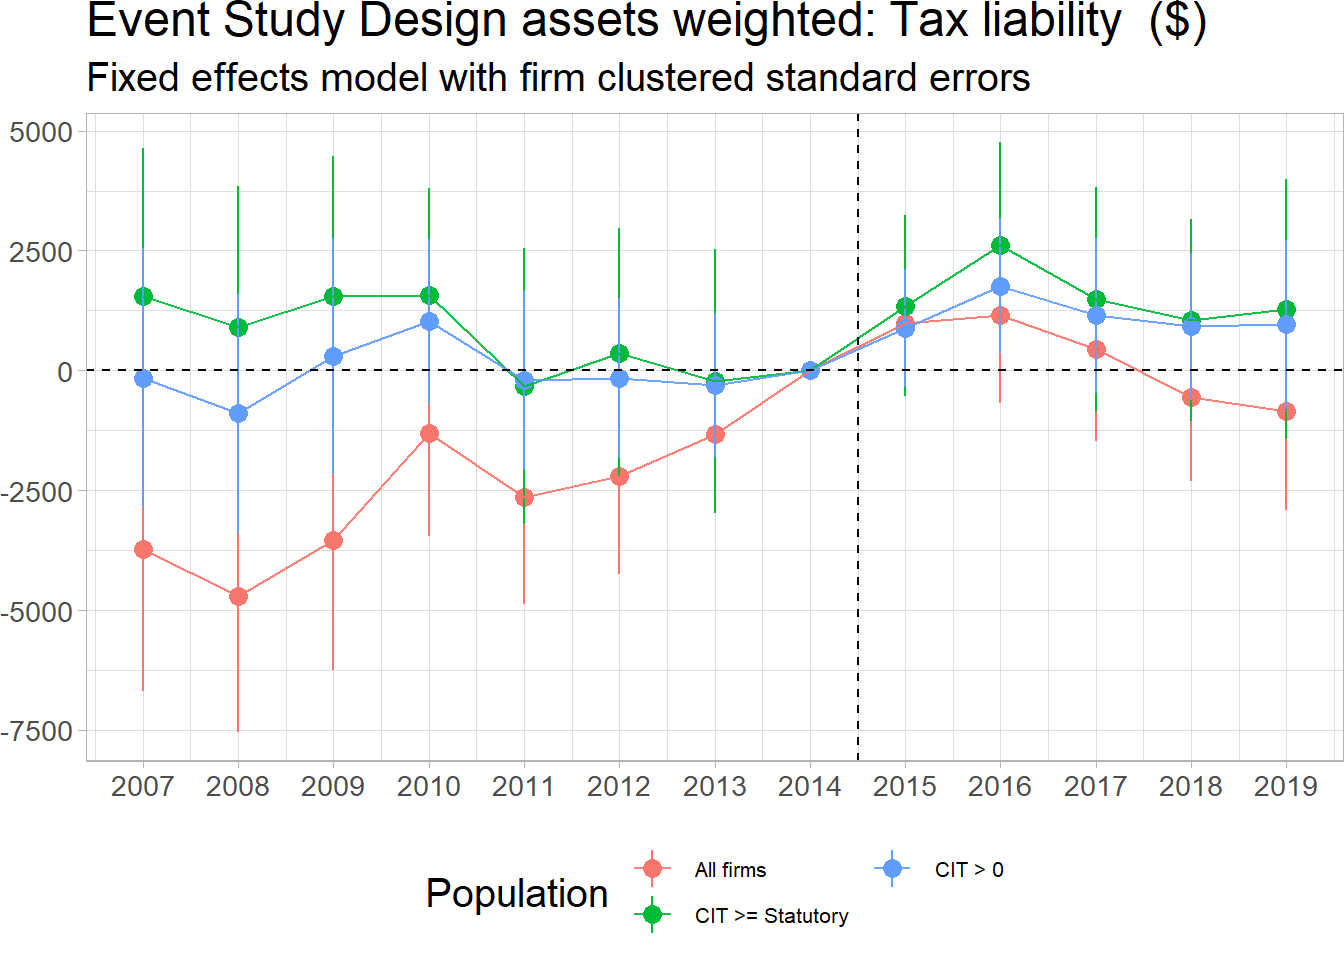 Event Study Design assets weighted: Tax liability  ($)
Fixed effects model with firm clustered standard errors
5000
2500
0
-2500
-5000
-7500
2007 2008 2009 2010 2011 2012 2013 2014 2015 2016 2017 2018 2019
Population
All firms
CIT >= Statutory
CIT > 0